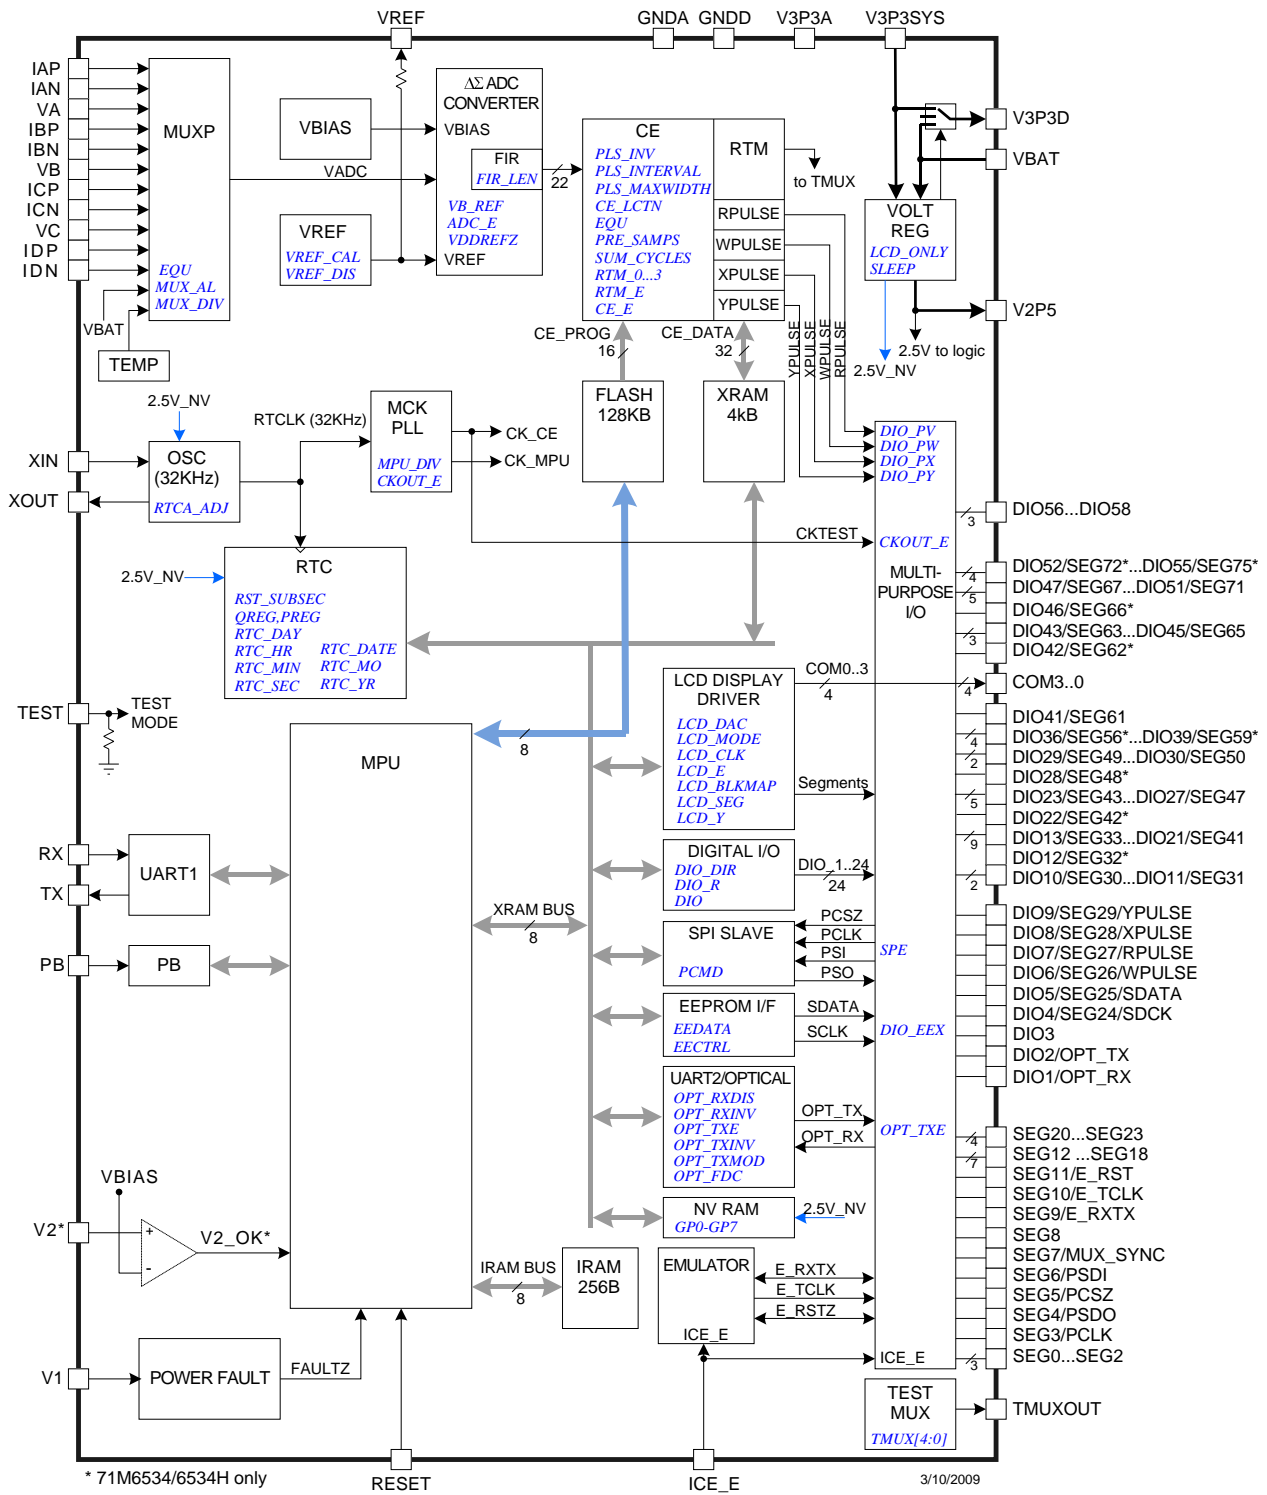 VREF
GNDA
GNDD
V3P3A
V3P3SYS
IAP
IAN
VA
IBP
IBN
VB
ICP
ICN
VC
IDP
IDN
MUXP
EQU
MUX_AL
MUX_DIV
VBAT
TEMP
VBIAS
VADC
VREF
VREF_CAL
VREF_DIS
ΔΣ ADC
CONVERTER
VBIAS
FIR
FIR_LEN
VB_REF
ADC_E
VDDREFZ
VREF
22
CE
PLS_INV
PLS_INTERVAL
PLS_MAXWIDTH
CE_LCTN
EQU
PRE_SAMPS
SUM_CYCLES
RTM_0...3
RTM_E
CE_E
RTM
to TMUX
RPULSE
WPULSE
XPULSE
YPULSE
YPULSE
XPULSE
WPULSE
RPULSE
V3P3D
VBAT
VOLT
REG
LCD_ONLY
SLEEP
V2P5
2.5V to logic
2.5V_NV
CE_PROG
16
CE_DATA
32
FLASH
128KB
XRAM
4kB
2.5V_NV
XIN
XOUT
OSC
(32KHz)
RTCA_ADJ
RTCLK (32KHz)
MCK
PLL
MPU_DIV
CKOUT_E
CK_CE
CK_MPU
2.5V_NV
RTC
RST_SUBSEC
QREG,PREG
RTC_DAY
RTC_HR
RTC_MIN
RTC_SEC
RTC_DATE
RTC_MO
RTC_YR
CKTEST
DIO_PV
DIO_PW
DIO_PX
DIO_PY
CKOUT_E
MULTI-
PURPOSE
I/O
3
DIO56...DIO58
4
DIO52/SEG72*...DIO55/SEG75*
5
DIO47/SEG67...DIO51/SEG71
DIO46/SEG66*
3
DIO43/SEG63...DIO45/SEG65
DIO42/SEG62*
TEST
TEST
MODE
MPU
8
LCD DISPLAY
DRIVER
LCD_DAC
LCD_MODE
LCD_CLK
LCD_E
LCD_BLKMAP
LCD_SEG
LCD_Y
COM0..3
4
Segments
4
COM3..0
DIO41/SEG61
4
DIO36/SEG56*...DIO39/SEG59*
2
DIO29/SEG49...DIO30/SEG50
DIO28/SEG48*
5
DIO23/SEG43...DIO27/SEG47
DIO22/SEG42*
9
DIO13/SEG33...DIO21/SEG41
DIO12/SEG32*
2
DIO10/SEG30...DIO11/SEG31
RX
TX
UART1
PB
PB
XRAM BUS
8
DIGITAL I/O
DIO_DIR
DIO_R
DIO
DIO_1..24
24
SPI SLAVE
PCMD
PCSZ
PCLK
PSI
PSO
SPE
EEPROM I/F
EEDATA
EECTRL
SDATA
SCLK
DIO_EEX
UART2/OPTICAL
OPT_RXDIS
OPT_RXINV
OPT_TXE
OPT_TXINV
OPT_TXMOD
OPT_FDC
OPT_TX
OPT_RX
OPT_TXE
NV RAM
GP0-GP7
2.5V_NV
DIO9/SEG29/YPULSE
DIO8/SEG28/XPULSE
DIO7/SEG27/RPULSE
DIO6/SEG26/WPULSE
DIO5/SEG25/SDATA
DIO4/SEG24/SDCK
DIO3
DIO2/OPT_TX
DIO1/OPT_RX
4
SEG20...SEG23
7
SEG12 ...SEG18
SEG11/E_RST
SEG10/E_TCLK
SEG9/E_RXTX
SEG8
SEG7/MUX_SYNC
SEG6/PSDI
SEG5/PCSZ
SEG4/PSDO
SEG3/PCLK
3
SEG0...SEG2
VBIAS
V2*
+
-
V2_OK*
IRAM BUS
8
IRAM
256B
EMULATOR
E_RXTX
E_TCLK
E_RSTZ
ICE_E
ICE_E
V1
POWER FAULT
FAULTZ
TEST
MUX
TMUX[4:0]
TMUXOUT
* 71M6534/6534H only
RESET
ICE_E
3/10/2009